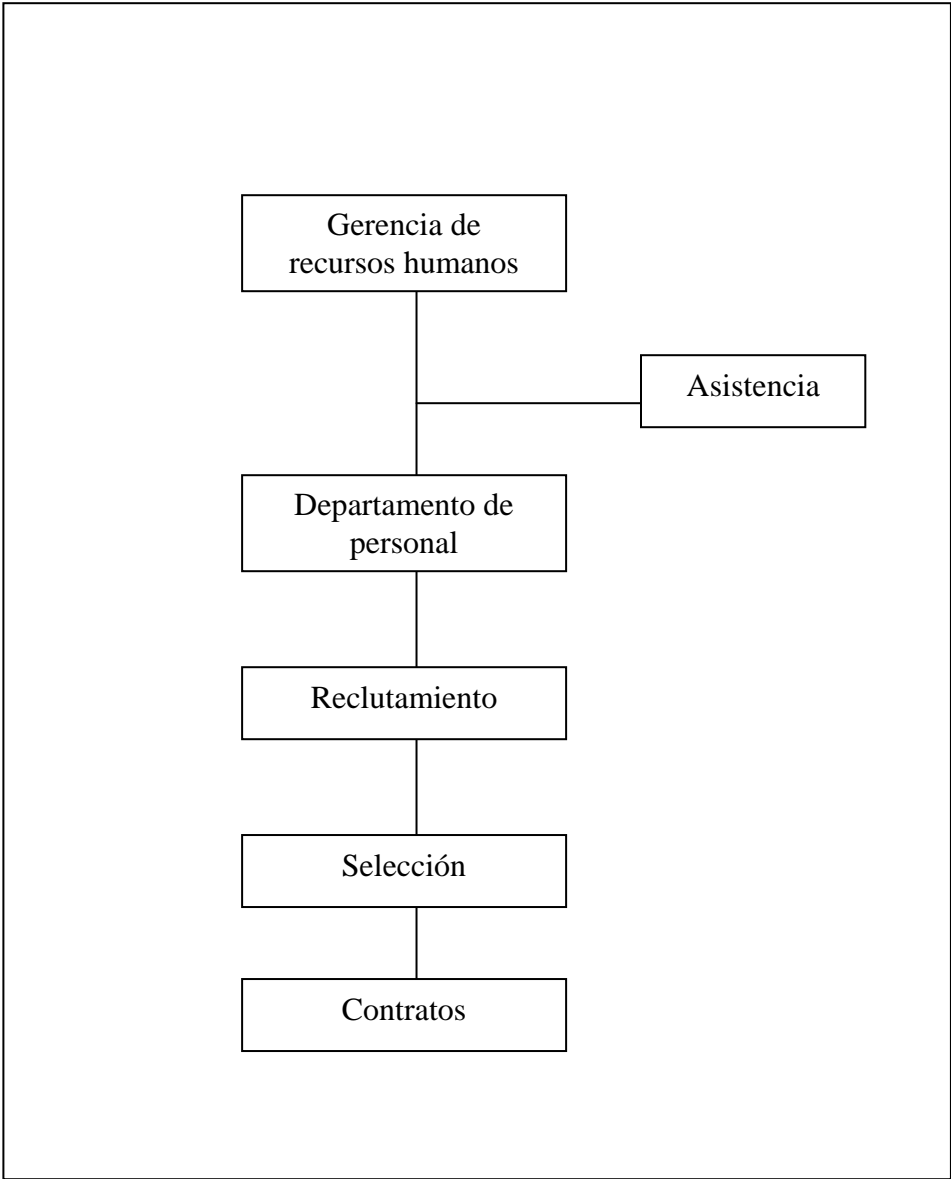 Gerencia de
recursos humanos
Asistencia
Departamento de
personal
Reclutamiento
Selección
Contratos